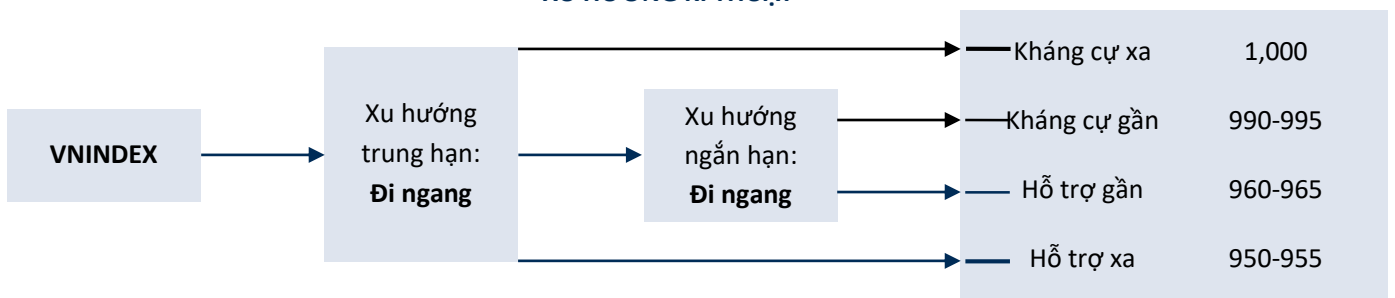 VNINDEX
Xu hướng
trung hạn:
Đi ngang
Xu hướng
ngắn hạn:
Đi ngang
Kháng cự xa 1,000
Kháng cự gần 990-995
Hỗ trợ gần 960-965
Hỗ trợ xa 950-955